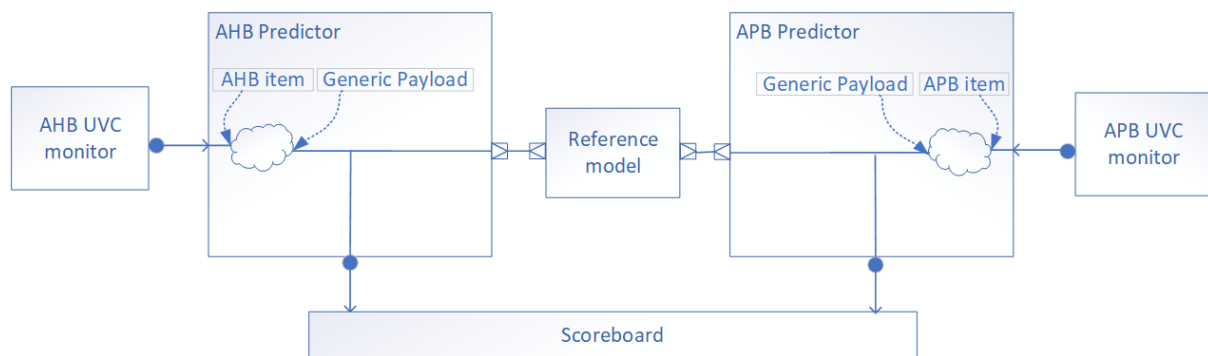 AHB Predictor
AHB item
Generic Payload
AHB UVC
monitor
Reference
model
APB Predictor
Generic Payload
APB item
APB UVC
monitor
Scoreboard